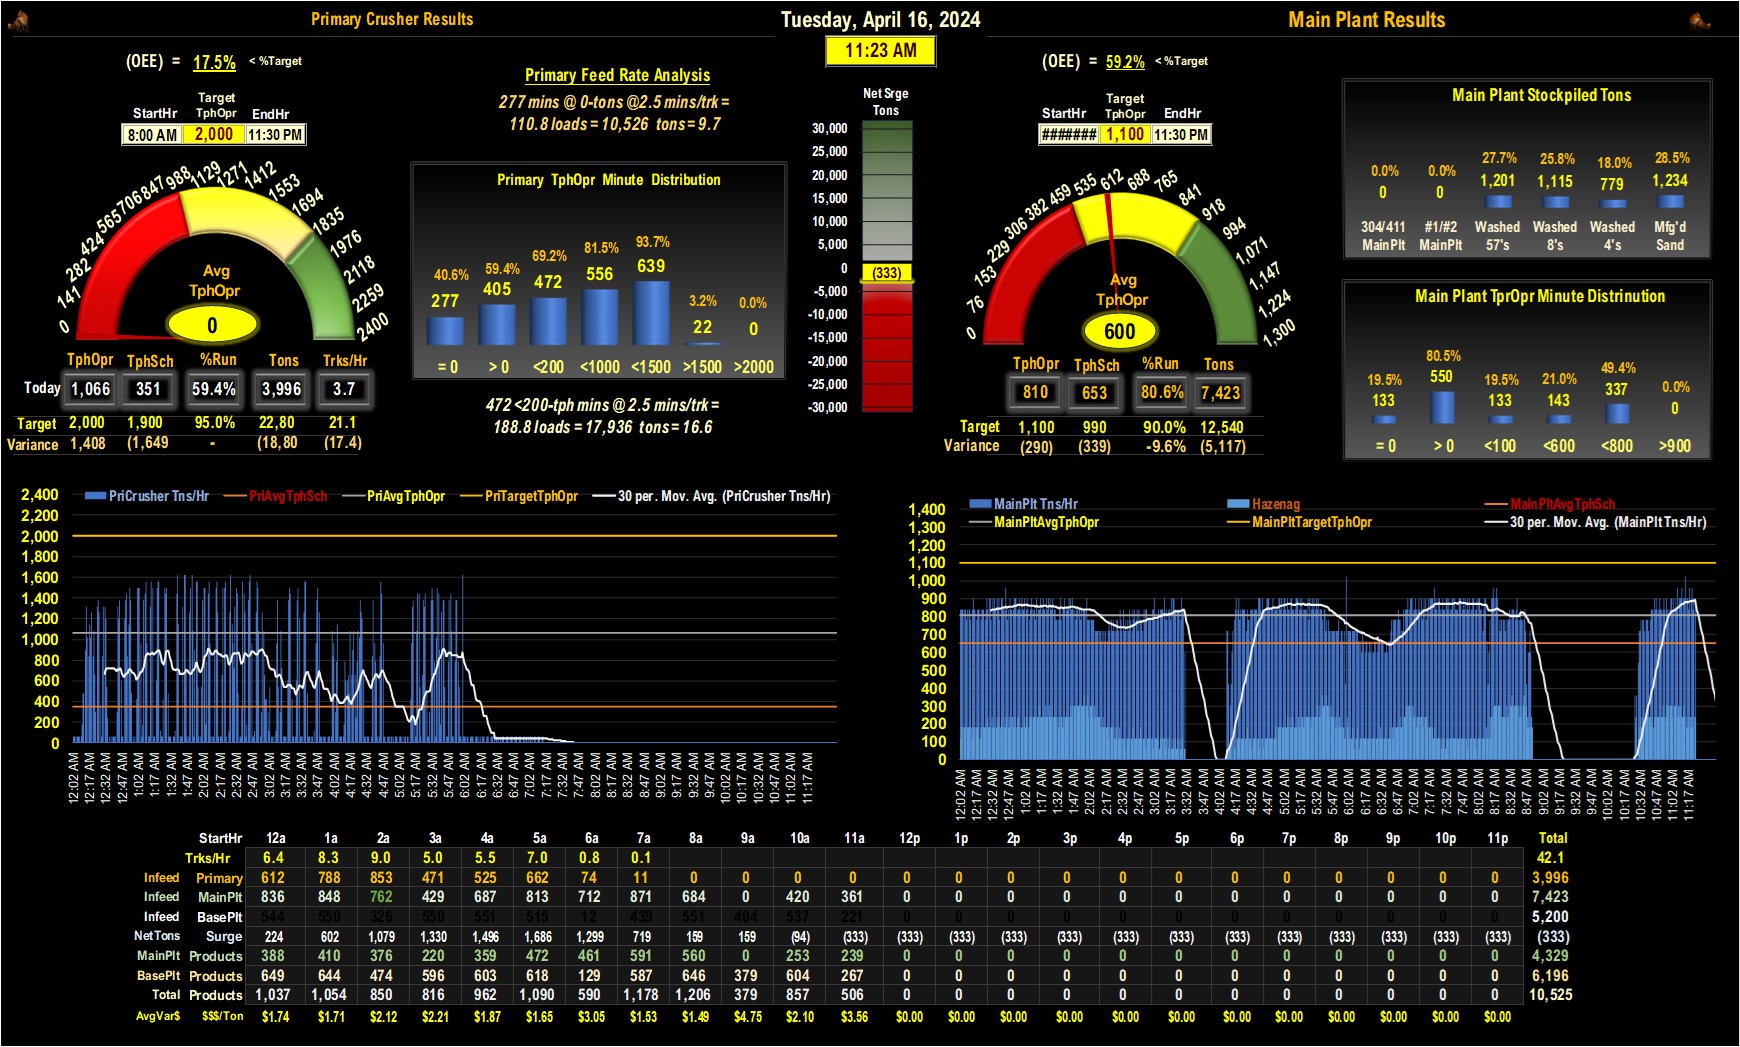 Primary Crusher Results
Tuesday, April 16, 2024
Main Plant Results
11:23 AM
(OEE) = 17.5% < %Target
StartHr Target TphOpr EndHr
8:00 AM 2,000 11:30 PM
0 141 282 424 565 706 847 988 1129 1271 1412 1553 1694 1835 1976 2118 2259 2400
Avg
TphOpr
0
TphOpr TphSch %Run Tons Trks/Hr
Today 1,066 351 59.4% 3,996 3.7
Target 2,000 1,900 95.0% 22,80 21.1
Variance 1,408 (1,649 - (18,80 (17.4)
Primary Feed Rate Analysis
277 mins @ 0-tons @2.5 mins/trk =
110.8 loads = 10,526 tons = 9.7
Primary TphOpr Minute Distribution
40.6% 59.4% 69.2% 81.5% 93.7% 3.2% 0.0%
277 405 472 556 639 22 0
= 0 > 0 <200 <1000 <1500 >1500 >2000
472 <200-tph mins @ 2.5 mins/trk =
188.8 loads = 17,936 tons = 16.6
Net Srge
Tons
30,000
25,000
20,000
15,000
10,000
5,000
0
(333)
-5,000
-10,000
-15,000
-20,000
-25,000
-30,000
(OEE) = 59.2% < %Target
StartHr Target TphOpr EndHr
####### 1,100 11:30 PM
0 76 153 229 306 382 459 535 612 688 765 841 918 994 1,071 1,147 1,224 1,300
Avg
TphOpr
600
TphOpr TphSch %Run Tons
810 653 80.6% 7,423
Target 1,100 990 90.0% 12,540
Variance (290) (339) -9.6% (5,117)
Main Plant Stockpiled Tons
0.0% 0.0% 27.7% 25.8% 18.0% 28.5%
0 0 1,201 1,115 779 1,234
304/411 #1/#2 Washed Washed Washed Mfg'd
MainPlt MainPlt 57's 8's 4's Sand
Main Plant TprOpr Minute Distrinution
19.5% 80.5% 19.5% 21.0% 49.4% 0.0%
133 550 133 143 337 0
= 0 > 0 <100 <600 <800 >900
PriCrusher Tns/Hr PriAvgTphSch PriAvgTphOpr PriTargetTphOpr 30 per. Mov. Avg. (PriCrusher Tns/Hr)
2,400
2,200
2,000
1,800
1,600
1,400
1,200
1,000
800
600
400
200
0
12:02 AM 12:17 AM 12:32 AM 12:47 AM 1:02 AM 1:17 AM 1:32 AM 1:47 AM 2:02 AM 2:17 AM 2:32 AM 2:47 AM 3:02 AM 3:17 AM 3:32 AM 3:47 AM 4:02 AM 4:17 AM 4:32 AM 4:47 AM 5:02 AM 5:17 AM 5:32 AM 5:47 AM 6:02 AM 6:17 AM 6:32 AM 6:47 AM 7:02 AM 7:17 AM 7:32 AM 7:47 AM 8:02 AM 8:17 AM 8:32 AM 8:47 AM 9:02 AM 9:17 AM 9:32 AM 9:47 AM 10:02 AM 10:17 AM 10:32 AM 10:47 AM 11:02 AM 11:17 AM
MainPlt Tns/Hr Hazenag MainPltAvgTphSch
MainPltAvgTphOpr MainPltTargetTphOpr 30 per. Mov. Avg. (MainPlt Tns/Hr)
1,400
1,300
1,200
1,100
1,000
900
800
700
600
500
400
300
200
100
0
12:02 AM 12:17 AM 12:32 AM 12:47 AM 1:02 AM 1:17 AM 1:32 AM 1:47 AM 2:02 AM 2:17 AM 2:32 AM 2:47 AM 3:02 AM 3:17 AM 3:32 AM 3:47 AM 4:02 AM 4:17 AM 4:32 AM 4:47 AM 5:02 AM 5:17 AM 5:32 AM 5:47 AM 6:02 AM 6:17 AM 6:32 AM 6:47 AM 7:02 AM 7:17 AM 7:32 AM 7:47 AM 8:02 AM 8:17 AM 8:32 AM 8:47 AM 9:02 AM 9:17 AM 9:32 AM 9:47 AM 10:02 AM 10:17 AM 10:32 AM 10:47 AM 11:02 AM 11:17 AM
StartHr 12a 1a 2a 3a 4a 5a 6a 7a 8a 9a 10a 11a 12p 1p 2p 3p 4p 5p 6p 7p 8p 9p 10p 11p Total
Trks/Hr 6.4 8.3 9.0 5.0 5.5 7.0 0.8 0.1 42.1
Infeed Primary 612 788 853 471 525 662 74 11 0 0 0 0 0 0 0 0 0 0 0 0 0 0 0 0 3,996
Infeed MainPlt 836 848 762 429 687 813 712 871 684 0 420 361 0 0 0 0 0 0 0 0 0 0 0 0 7,423
Infeed BasePlt 544 550 326 550 551 515 12 439 551 404 537 221 0 0 0 0 0 0 0 0 0 0 0 0 5,200
NetTons Surge 224 602 1,079 1,330 1,496 1,686 1,299 719 159 159 (94) (333) (333) (333) (333) (333) (333) (333) (333) (333) (333) (333) (333) (333) (333)
MainPlt Products 388 410 376 220 359 472 461 591 560 0 253 239 0 0 0 0 0 0 0 0 0 0 0 0 4,329
BasePlt Products 649 644 474 596 603 618 129 587 646 379 604 267 0 0 0 0 0 0 0 0 0 0 0 0 6,196
Total Products 1,037 1,054 850 816 962 1,090 590 1,178 1,206 379 857 506 0 0 0 0 0 0 0 0 0 0 0 0 10,525
AvgVar$ $$$/Ton $1.74 $1.71 $2.12 $2.21 $1.87 $1.65 $3.05 $1.53 $1.49 $4.75 $2.10 $3.56 $0.00 $0.00 $0.00 $0.00 $0.00 $0.00 $0.00 $0.00 $0.00 $0.00 $0.00 $0.00